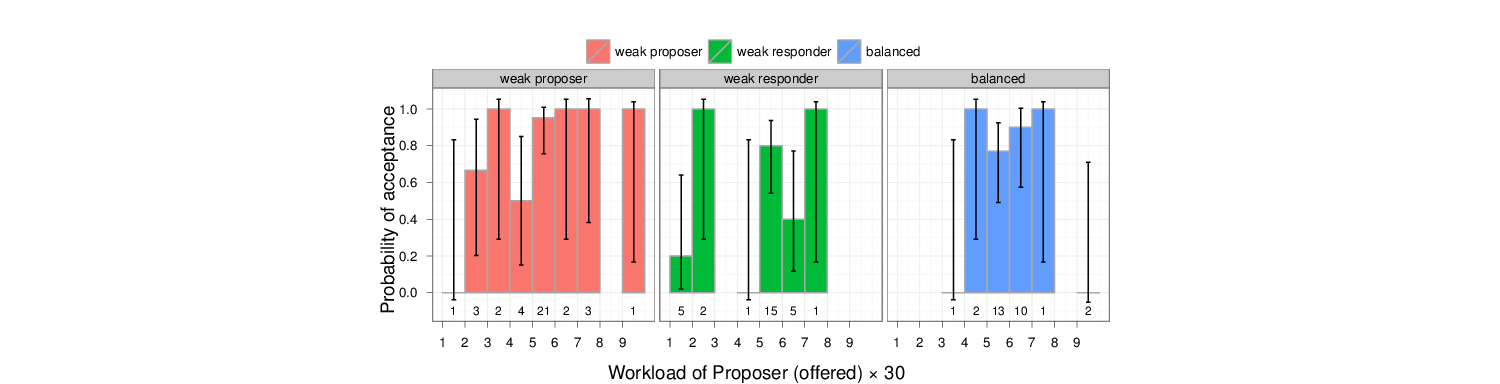 weak proposer weak responder balanced
weak proposer weak responder balanced
Probability of acceptance
1.0
0.8
0.6
0.4
0.2
0.0
1 3 2 4 21 2 3 1 5 2 1 15 5 1 1 2 13 10 1 2
1 2 3 4 5 6 7 8 9 1 2 3 4 5 6 7 8 9 1 2 3 4 5 6 7 8 9
Workload of Proposer (offered) × 30